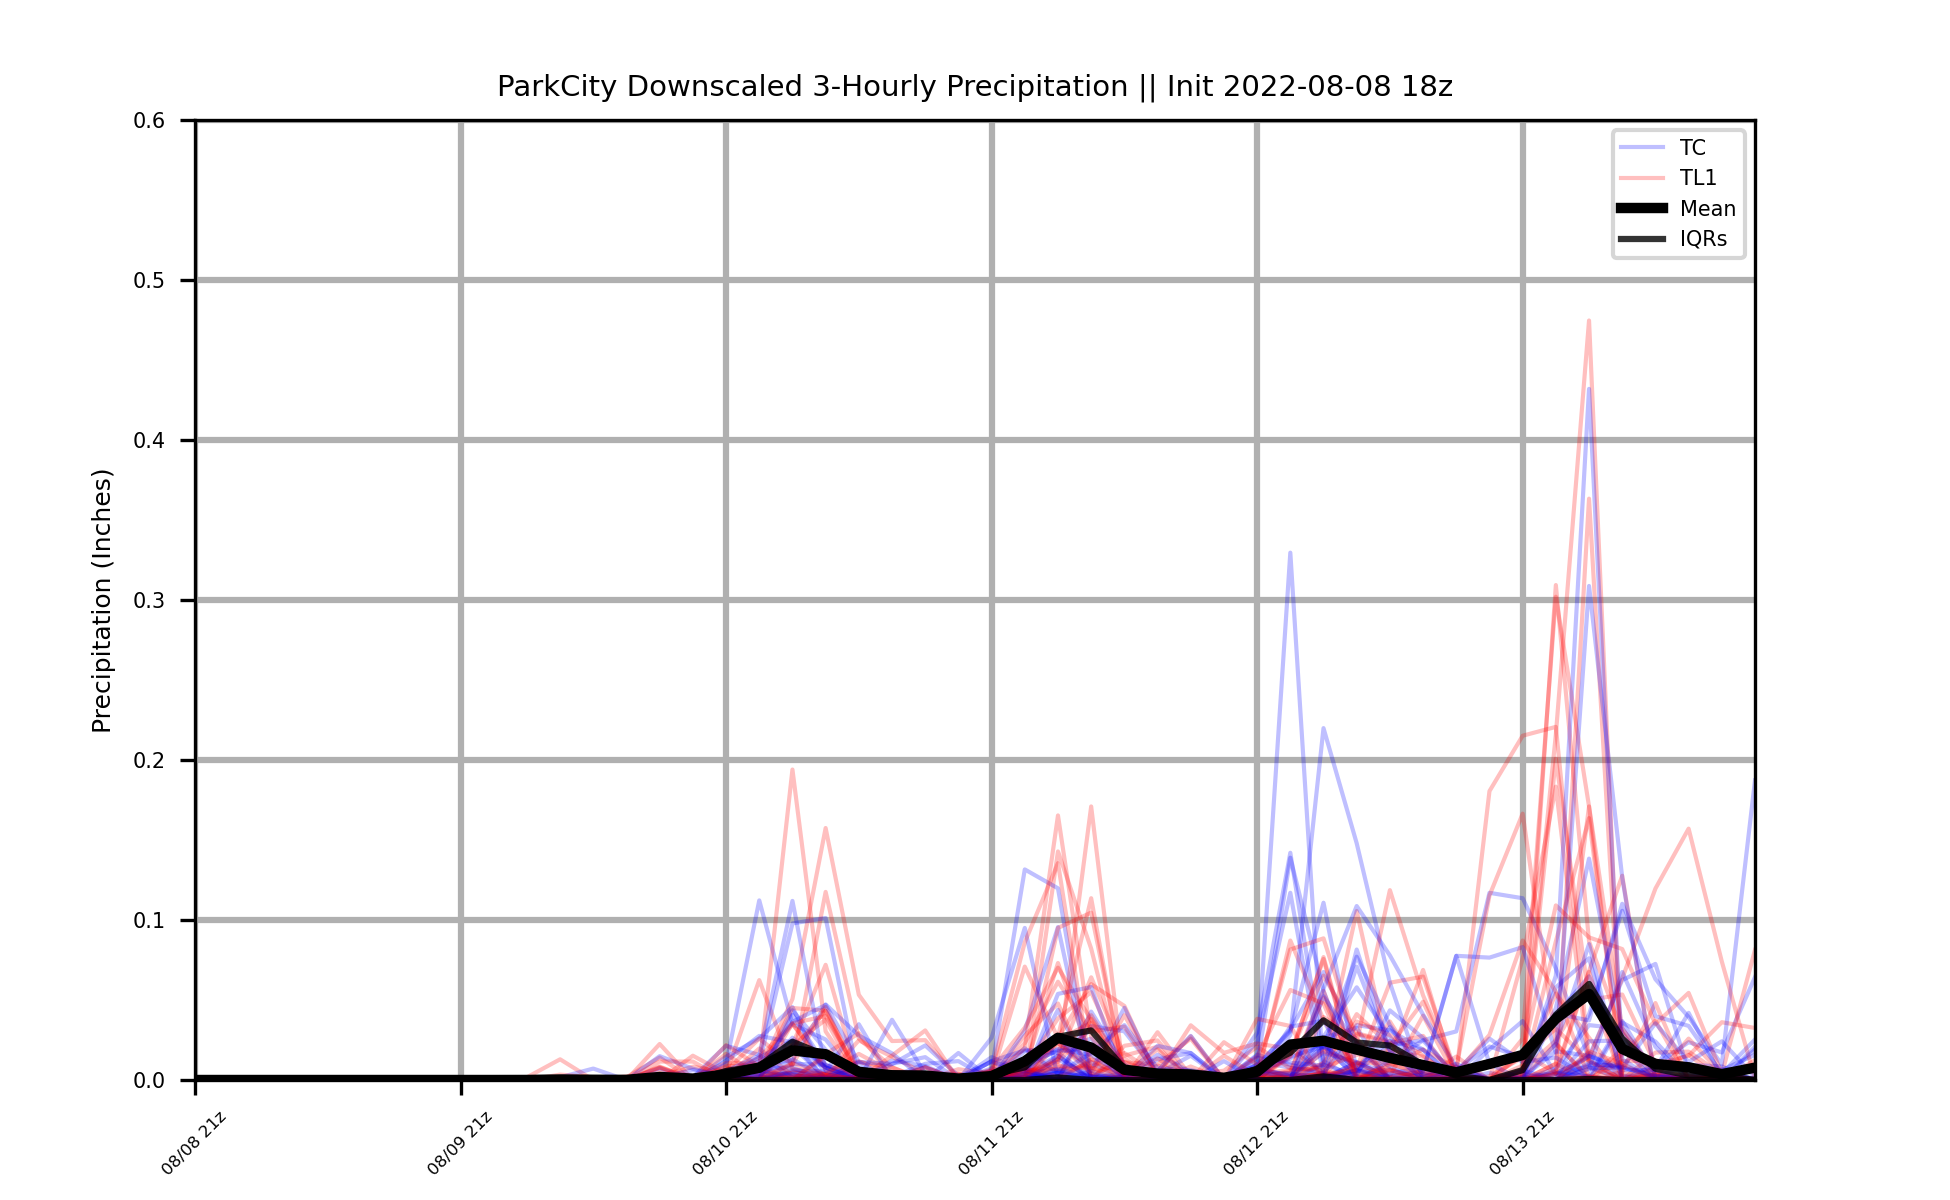 ParkCity Downscaled 3-Hourly Precipitation || Init 2022-08-08 18z
0.6
0.5
0.4
0.3
0.2
0.1
0.0
Precipitation (Inches)
TC
TL1
Mean
IQRs
08/08 21z
08/09 21z
08/10 21z
08/11 21z
08/12 21z
08/13 21z